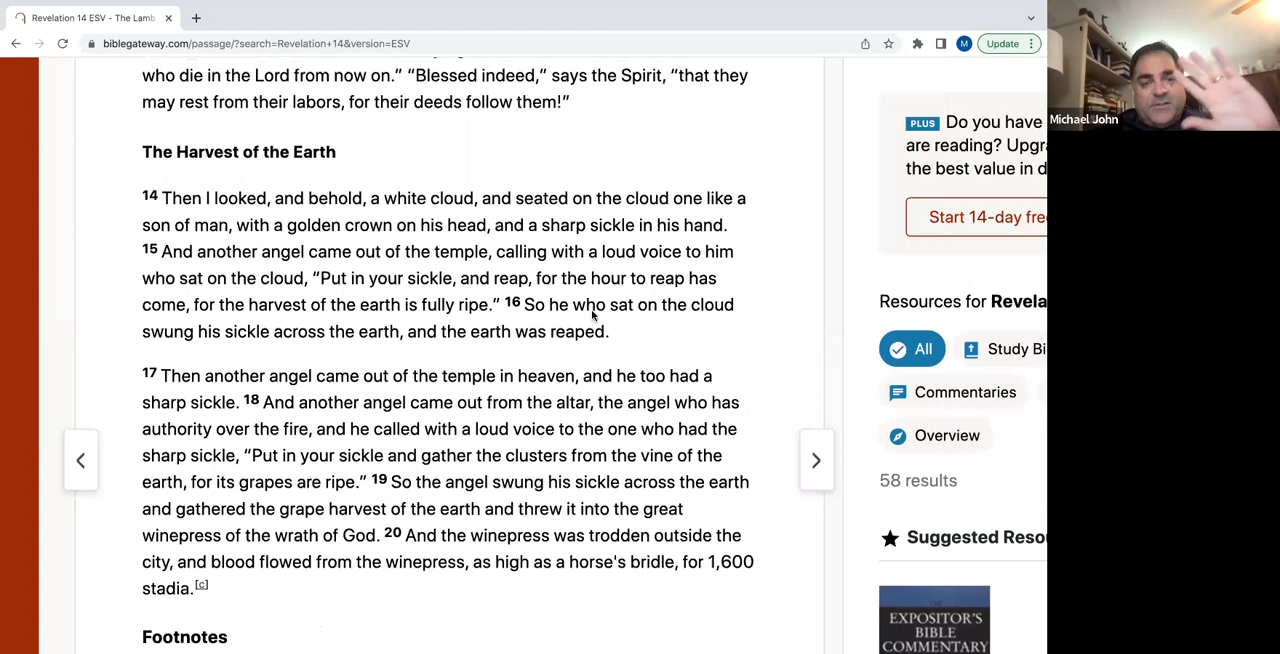 Revelation 14 ESV - The Lamb
biblegateway.com/passage/?search=Revelation+14&version=ESV
M
Update
Michael John
who die in the Lord from now on.” “Blessed indeed,” says the Spirit, “that they
may rest from their labors, for their deeds follow them!”
The Harvest of the Earth
14 Then I looked, and behold, a white cloud, and seated on the cloud one like a
son of man, with a golden crown on his head, and a sharp sickle in his hand.
15 And another angel came out of the temple, calling with a loud voice to him
who sat on the cloud, “Put in your sickle, and reap, for the hour to reap has
come, for the harvest of the earth is fully ripe.” 16 So he who sat on the cloud
swung his sickle across the earth, and the earth was reaped.
17 Then another angel came out of the temple in heaven, and he too had a
sharp sickle. 18 And another angel came out from the altar, the angel who has
authority over the fire, and he called with a loud voice to the one who had the
sharp sickle, “Put in your sickle and gather the clusters from the vine of the
earth, for its grapes are ripe.” 19 So the angel swung his sickle across the earth
and gathered the grape harvest of the earth and threw it into the great
winepress of the wrath of God. 20 And the winepress was trodden outside the
city, and blood flowed from the winepress, as high as a horse's bridle, for 1,600
stadia.[c]
Footnotes
PLUS Do you have
are reading? Upgra
the best value in d
Start 14-day fre
Resources for Revela
All
Study Bi
Commentaries
Overview
58 results
Suggested Reso
EXPOSITOR'S
BIBLE
COMMENTARY